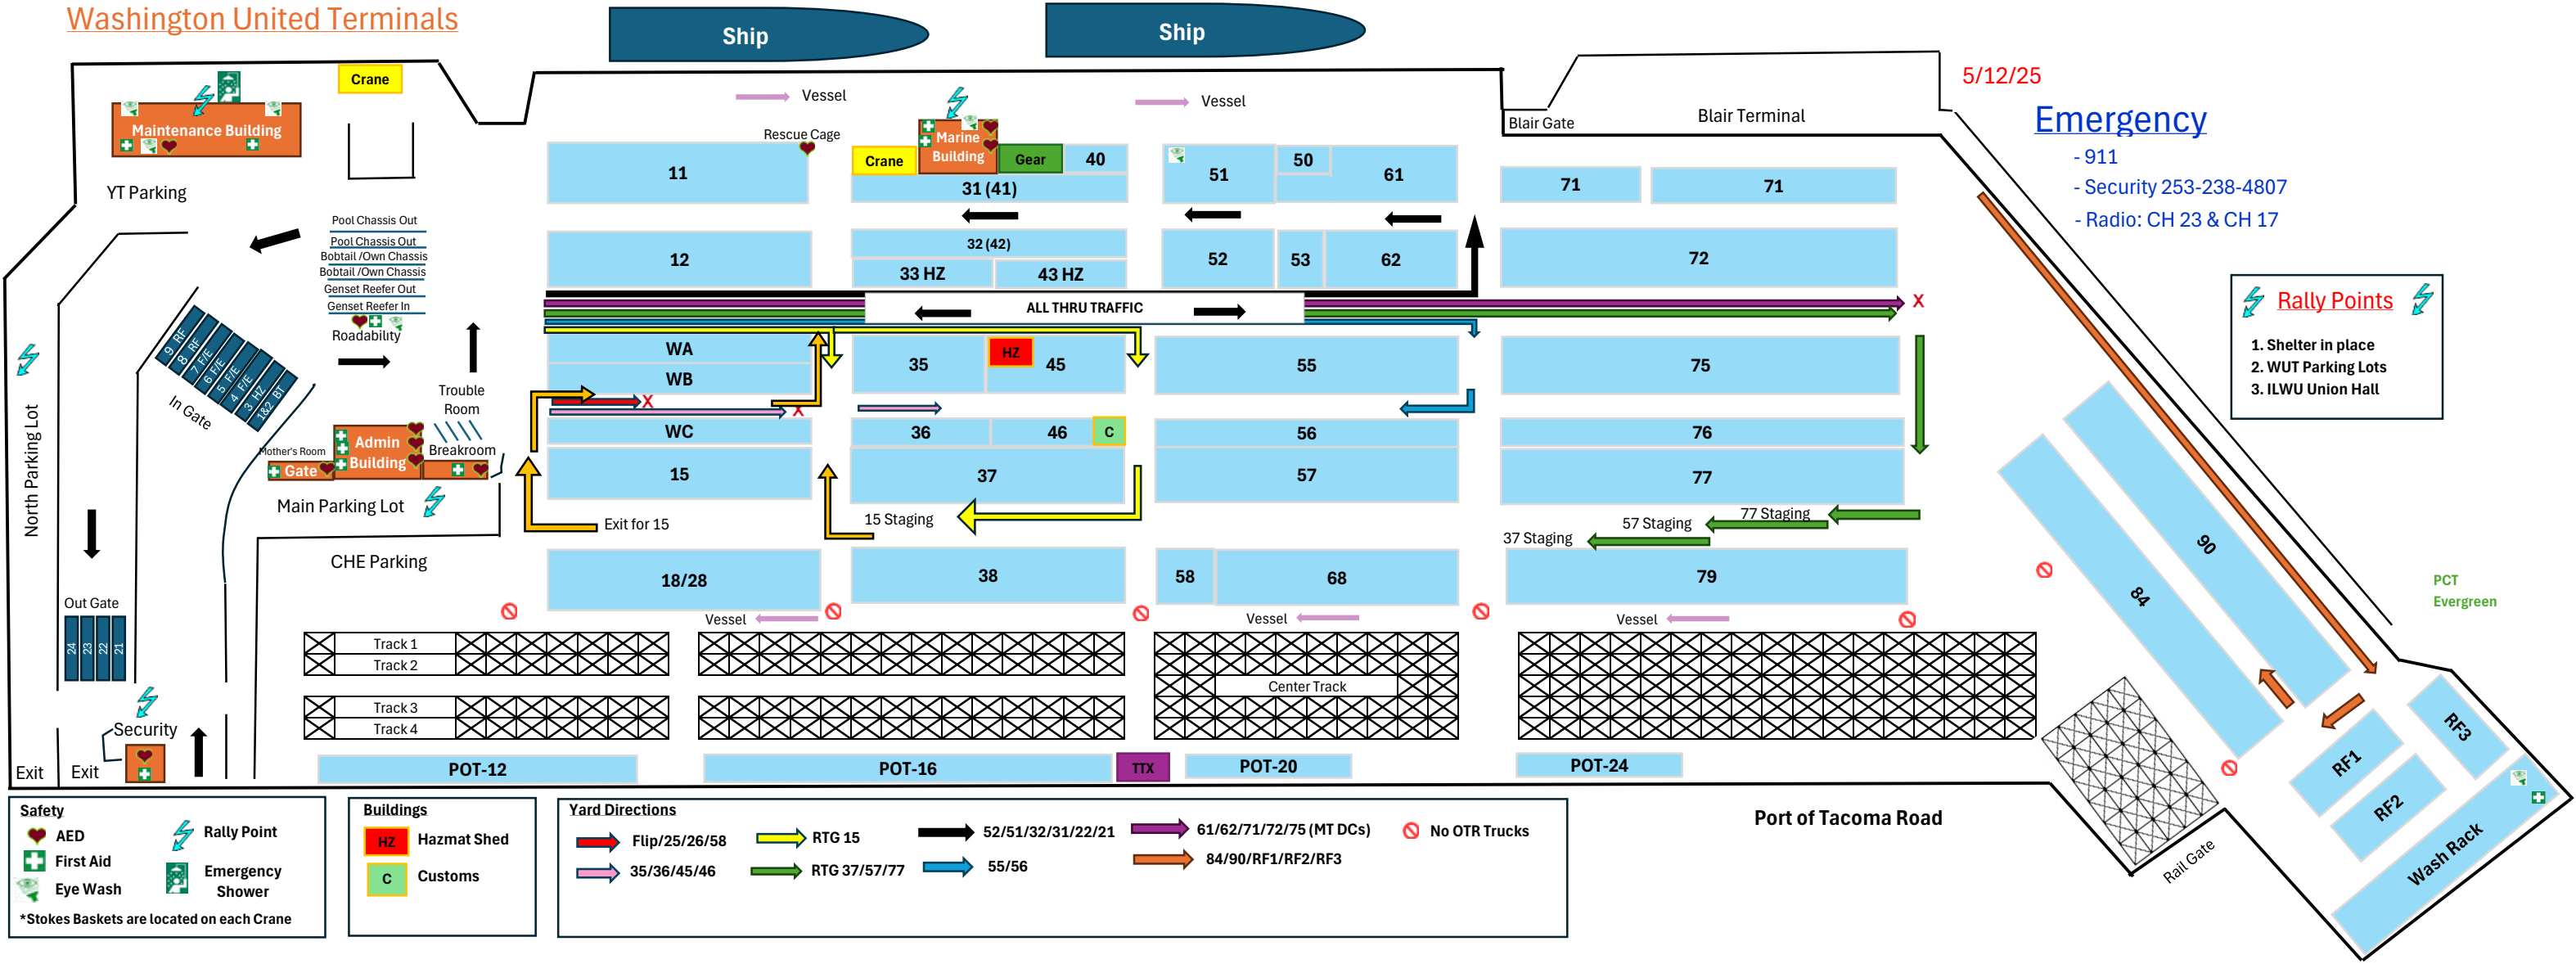 Washington United Terminals
Ship
Ship
5/12/25
Emergency
- 911
- Security 253-238-4807
- Radio: CH 23 & CH 17
Crane
Maintenance Building
YT Parking
Vessel
Vessel
Rescue Cage
Marine
Building
Crane
Gear
40
Blair Gate
Blair Terminal
11
31 (41)
51
50
61
71
71
Pool Chassis Out
Pool Chassis Out
Bobtail /Own Chassis
Bobtail /Own Chassis
Genset Reefer Out
Genset Reefer In
Roadability
12
32 (42)
33 HZ
43 HZ
52
53
62
72
ALL THRU TRAFFIC
X
Rally Points
1. Shelter in place
2. WUT Parking Lots
3. ILWU Union Hall
9 RF
8 RF
7 F/E
6 F/E
5 F/E
4 F/E
3 HZ
1&2 BT
In Gate
North Parking Lot
Trouble
Room
Breakroom
Mother's Room
Gate
Admin
Building
Main Parking Lot
WA
WB
X
X
WC
15
35
HZ
45
36
46
C
37
55
56
57
75
76
77
Exit for 15
15 Staging
77 Staging
57 Staging
37 Staging
CHE Parking
18/28
38
58
68
79
84
90
PCT
Evergreen
Out Gate
24
23
22
21
Vessel
Vessel
Vessel
Track 1
Track 2
Track 3
Track 4
Center Track
Security
Exit
Exit
POT-12
POT-16
TTX
POT-20
POT-24
RF1
RF2
RF3
Wash Rack
Rail Gate
Port of Tacoma Road
Safety
AED
First Aid
Eye Wash
Rally Point
Emergency
Shower
*Stokes Baskets are located on each Crane
Buildings
HZ
Hazmat Shed
C
Customs
Yard Directions
Flip/25/26/58
35/36/45/46
RTG 15
RTG 37/57/77
52/51/32/31/22/21
55/56
61/62/71/72/75 (MT DCs)
84/90/RF1/RF2/RF3
No OTR Trucks